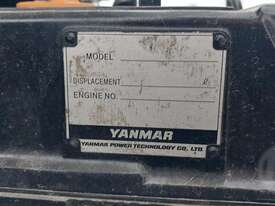 MODEL
DISPLACEMENT
ENGINE NO.
YANMAR
YANMAR POWER TECHNOLOGY CO., LTD.